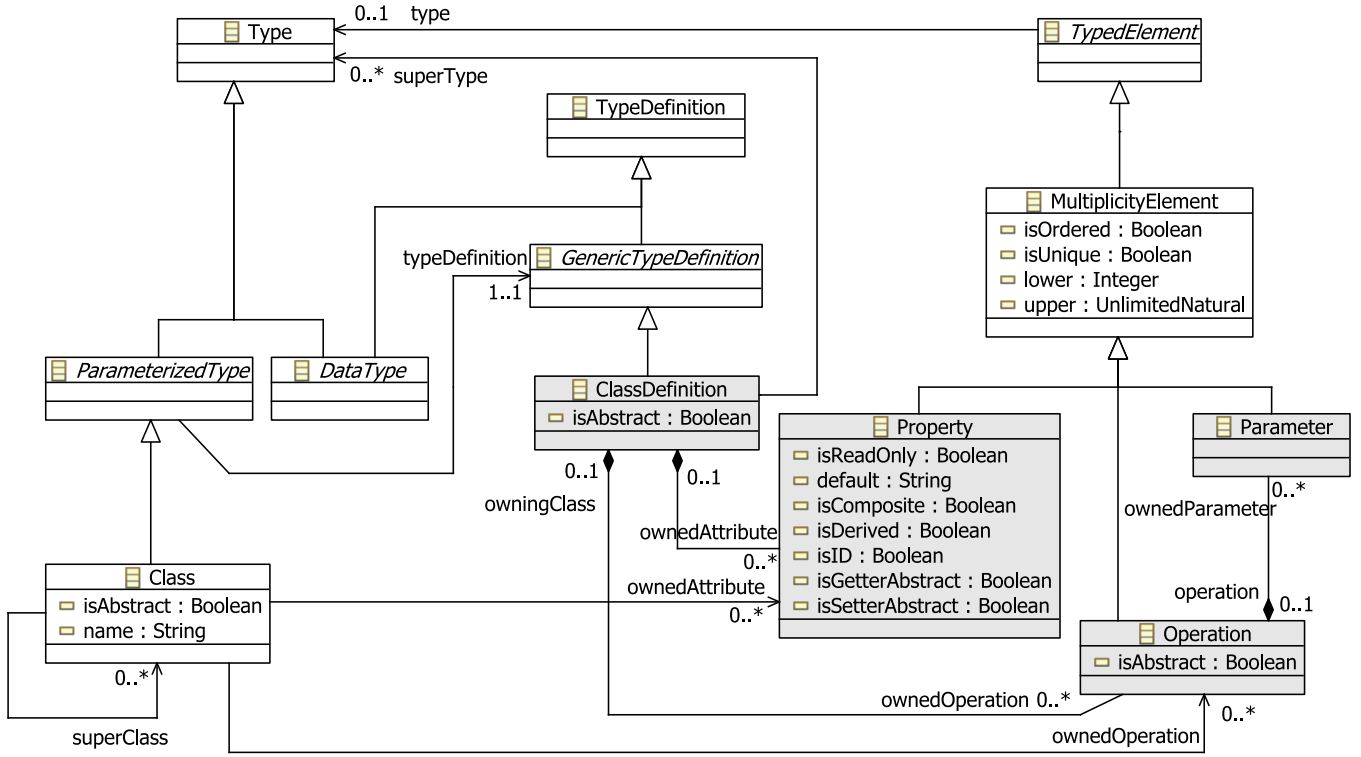 0..1 type
Type
TypedElement
0..* superType
TypeDefinition
MultiplicityElement
isOrdered : Boolean
isUnique : Boolean
lower : Integer
upper : UnlimitedNatural
typeDefinition
GenericTypeDefinition
1..1
ParameterizedType
DataType
ClassDefinition
isAbstract : Boolean
Property
isReadOnly : Boolean
default : String
isComposite : Boolean
isDerived : Boolean
isID : Boolean
isGetterAbstract : Boolean
isSetterAbstract : Boolean
Parameter
0..1
0..1
owningClass
0..*
ownedParameter
ownedAttribute
0..*
Class
isAbstract : Boolean
name : String
ownedAttribute
0..*
operation
0..1
Operation
isAbstract : Boolean
0..*
superClass
ownedOperation 0..*
0..*
ownedOperation